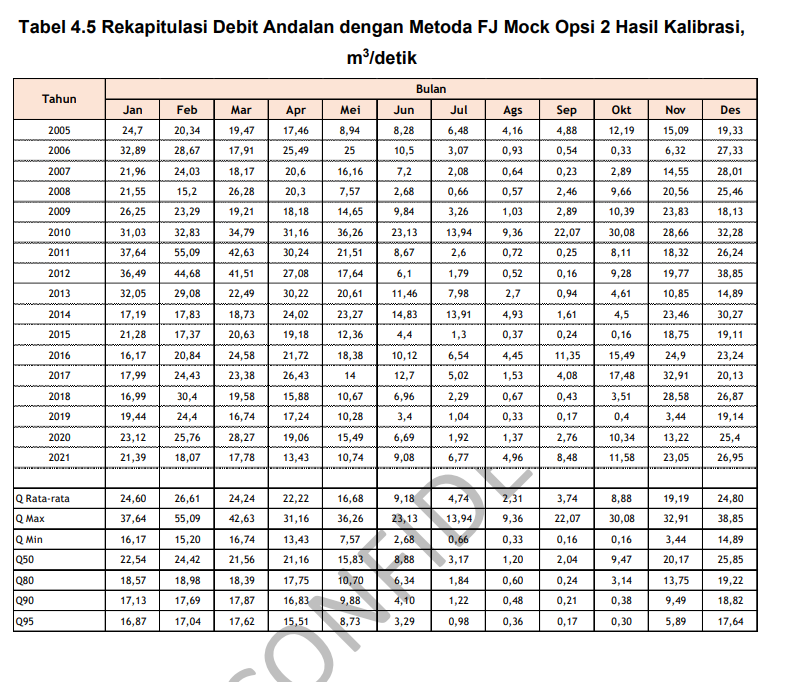 Tabel 4.5 Rekapitulasi Debit Andalan dengan Metoda FJ Mock Opsi 2 Hasil Kalibrasi,
m³/detik
Tahun Bulan
Jan Feb Mar Apr Mei Jun Jul Ags Sep Okt Nov Des
2005 24,7 20,34 19,47 17,46 8,94 8,28 6,48 4,16 4,88 12,19 15,09 19,33
2006 32,89 28,67 17,91 25,49 25 10,5 3,07 0,93 0,54 0,33 6,32 27,33
2007 21,96 24,03 18,17 20,6 16,16 7,2 2,08 0,64 0,23 2,89 14,55 28,01
2008 21,55 15,2 26,28 20,3 7,57 2,68 0,66 0,57 2,46 9,66 20,56 25,46
2009 26,25 23,29 19,21 18,18 14,65 9,84 3,26 1,03 2,89 10,39 23,83 18,13
2010 31,03 32,83 34,79 31,16 36,26 23,13 13,94 9,36 22,07 30,08 28,66 32,28
2011 37,64 55,09 42,63 30,24 21,51 8,67 2,6 0,72 0,25 8,11 18,32 26,24
2012 36,49 44,68 41,51 27,08 17,64 6,1 1,79 0,52 0,16 9,28 19,77 38,85
2013 32,05 29,08 22,49 30,22 20,61 11,46 7,98 2,7 0,94 4,61 10,85 14,89
2014 17,19 17,83 18,73 24,02 23,27 14,83 13,91 4,93 1,61 4,5 23,46 30,27
2015 21,28 17,37 20,63 19,18 12,36 4,4 1,3 0,37 0,24 0,16 18,75 19,11
2016 16,17 20,84 24,58 21,72 18,38 10,12 6,54 4,45 11,35 15,49 24,9 23,24
2017 17,99 24,43 23,38 26,43 14 12,7 5,02 1,53 4,08 17,48 32,91 20,13
2018 16,99 30,4 19,58 15,88 10,67 6,96 2,29 0,67 0,43 3,51 28,58 26,87
2019 19,44 24,4 16,74 17,24 10,28 3,4 1,04 0,33 0,17 0,4 3,44 19,14
2020 23,12 25,76 28,27 19,06 15,49 6,69 1,92 1,37 2,76 10,34 13,22 25,4
2021 21,39 18,07 17,78 13,43 10,74 9,08 6,77 4,96 8,48 11,58 23,05 26,95
Q Rata-rata 24,60 26,61 24,24 22,22 16,68 9,18 4,74 2,31 3,74 8,88 19,19 24,80
Q Max 37,64 55,09 42,63 31,16 36,26 23,13 13,94 9,36 22,07 30,08 32,91 38,85
Q Min 16,17 15,20 16,74 13,43 7,57 2,68 0,66 0,33 0,16 0,16 3,44 14,89
Q50 22,54 24,42 21,56 21,16 15,83 8,88 3,17 1,20 2,04 9,47 20,17 25,85
Q80 18,57 18,98 18,39 17,75 10,70 6,34 1,84 0,60 0,24 3,14 13,75 19,22
Q90 17,13 17,69 17,87 16,83 9,88 4,10 1,22 0,48 0,21 0,38 9,49 18,82
Q95 16,87 17,04 17,62 15,51 8,73 3,29 0,98 0,36 0,17 0,30 5,89 17,64